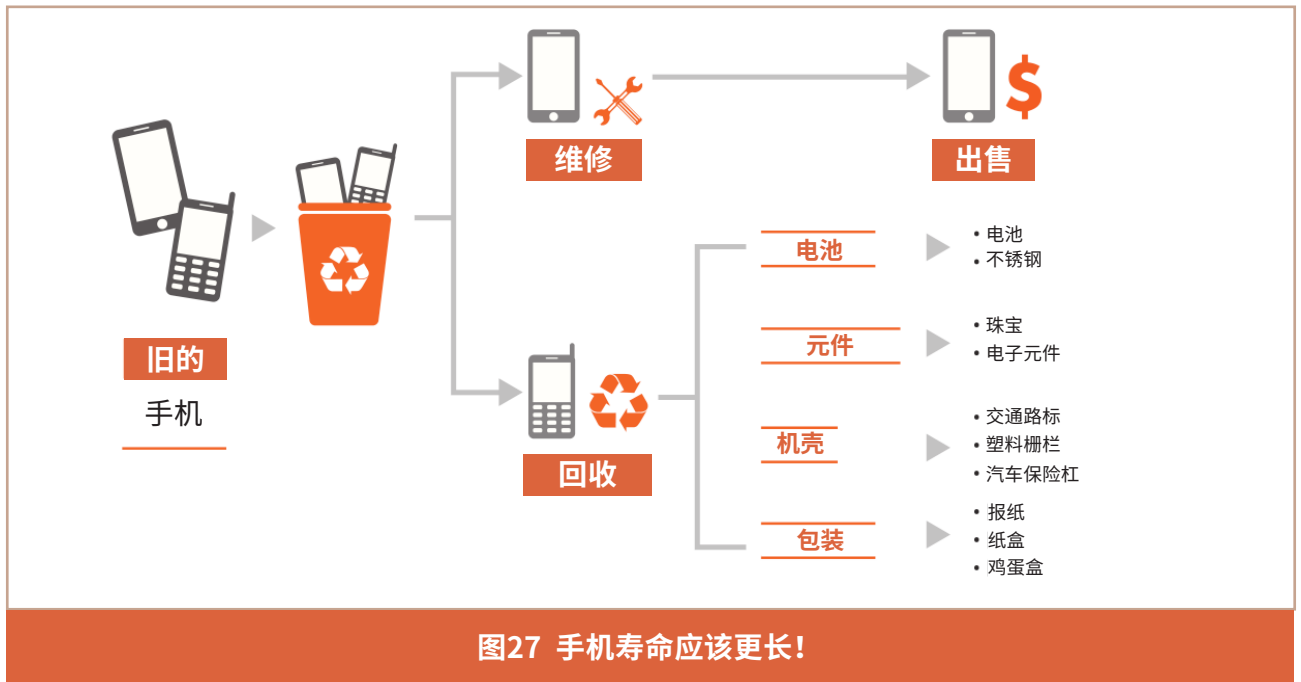 维修
$
出售
旧的
手机
回收
电池
• 电池
• 不锈钢
元件
• 珠宝
• 电子元件
机壳
• 交通路标
• 塑料栅栏
• 汽车保险杠
包装
• 报纸
• 纸盒
• 鸡蛋盒
图27 手机寿命应该更长！